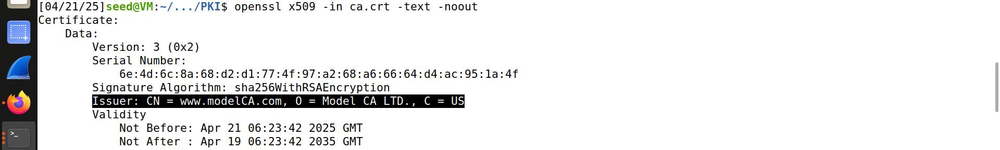 [04/21/25]seed@VM:~/.../PKI$ openssl x509 -in ca.crt -text -noout
Certificate:
    Data:
        Version: 3 (0x2)
        Serial Number:
            6e:4d:6c:8a:68:d2:d1:77:4f:97:a2:68:a6:66:64:d4:ac:95:1a:4f
        Signature Algorithm: sha256WithRSAEncryption
        Issuer: CN = www.modelCA.com, O = Model CA LTD., C = US
        Validity
            Not Before: Apr 21 06:23:42 2025 GMT
            Not After : Apr 19 06:23:42 2035 GMT
>_